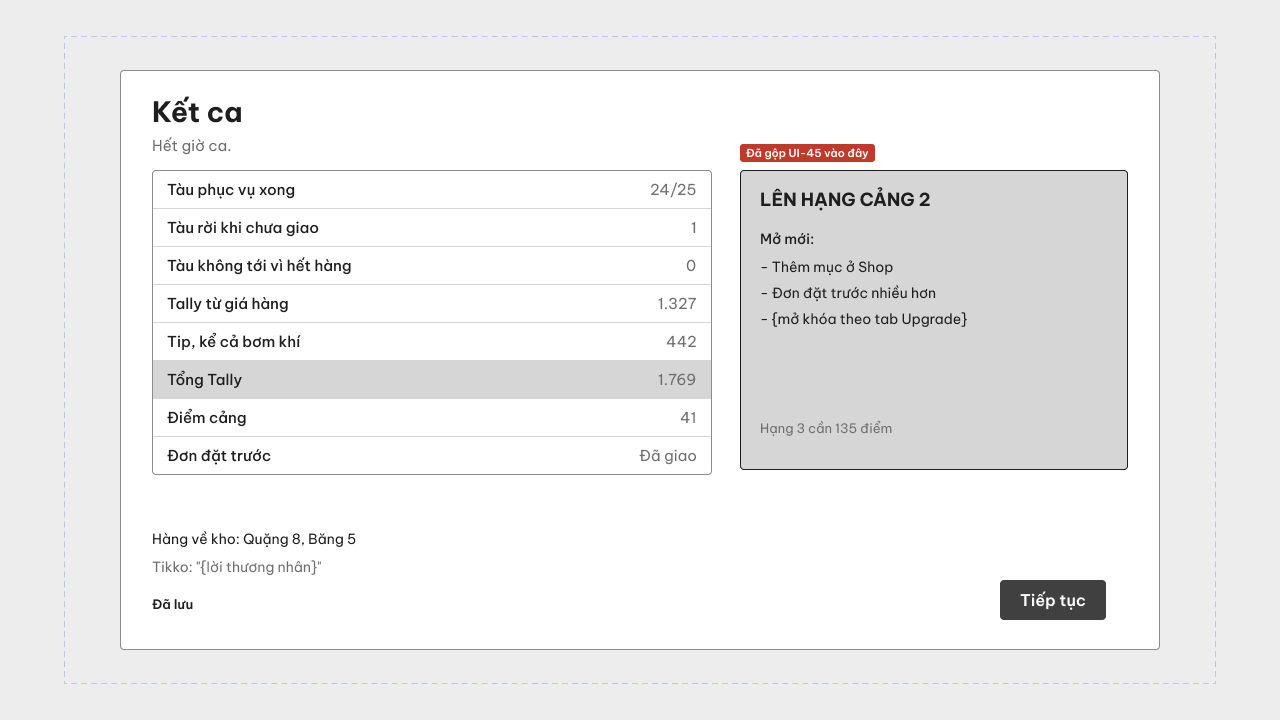 Kết ca
Hết giờ ca.
Tàu phục vụ xong 24/25
Tàu rời khi chưa giao 1
Tàu không tới vì hết hàng 0
Tally từ giá hàng 1.327
Tip, kể cả bơm khí 442
Tổng Tally 1.769
Điểm cảng 41
Đơn đặt trước Đã giao
Đã gộp UI-45 vào đây
LÊN HẠNG CẢNG 2
Mở mới:
- Thêm mục ở Shop
- Đơn đặt trước nhiều hơn
- {mở khóa theo tab Upgrade}
Hạng 3 cần 135 điểm
Hàng về kho: Quặng 8, Băng 5
Tikko: "{lời thương nhân}"
Đã lưu
Tiếp tục